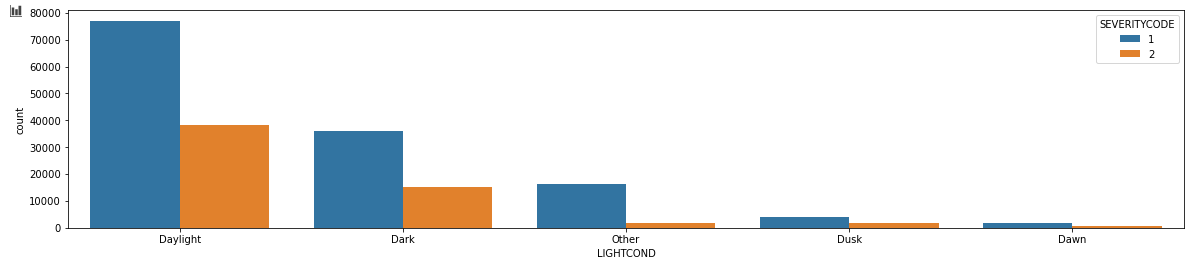 SEVERITYCODE
1
2
80000
70000
60000
50000
40000
30000
20000
10000
0
count
Daylight Dark Other Dusk Dawn
LIGHTCOND